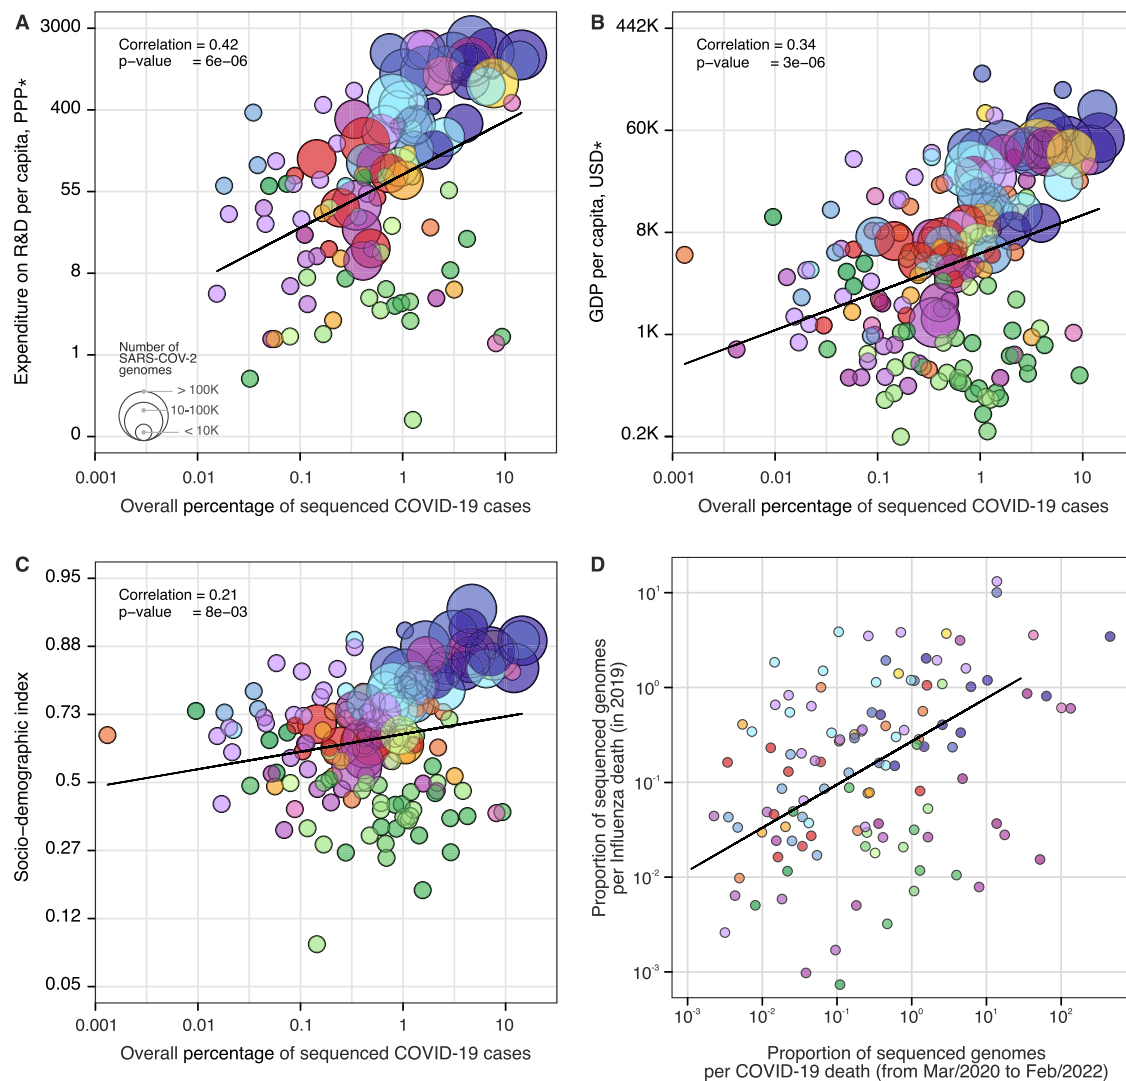 A
Correlation = 0.42
p-value = 6e-06
3000
400
55
8
1
0
Expenditure on R&D per capita, PPP*
Number of
SARS-COV-2
genomes
> 100K
10-100K
< 10K
0.001
0.01
0.1
1
10
Overall percentage of sequenced COVID-19 cases
B
Correlation = 0.34
p-value = 3e-06
442K
60K
8K
1K
0.2K
GDP per capita, USD*
0.001
0.01
0.1
1
10
Overall percentage of sequenced COVID-19 cases
C
Correlation = 0.21
p-value = 8e-03
0.95
0.88
0.73
0.5
0.27
0.12
0.05
Socio-demographic index
0.001
0.01
0.1
1
10
Overall percentage of sequenced COVID-19 cases
D
10¹
10⁰
10⁻¹
10⁻²
10⁻³
Proportion of sequenced genomes
per Influenza death (in 2019)
10⁻³
10⁻²
10⁻¹
10⁰
10¹
10²
Proportion of sequenced genomes
per COVID-19 death (from Mar/2020 to Feb/2022)